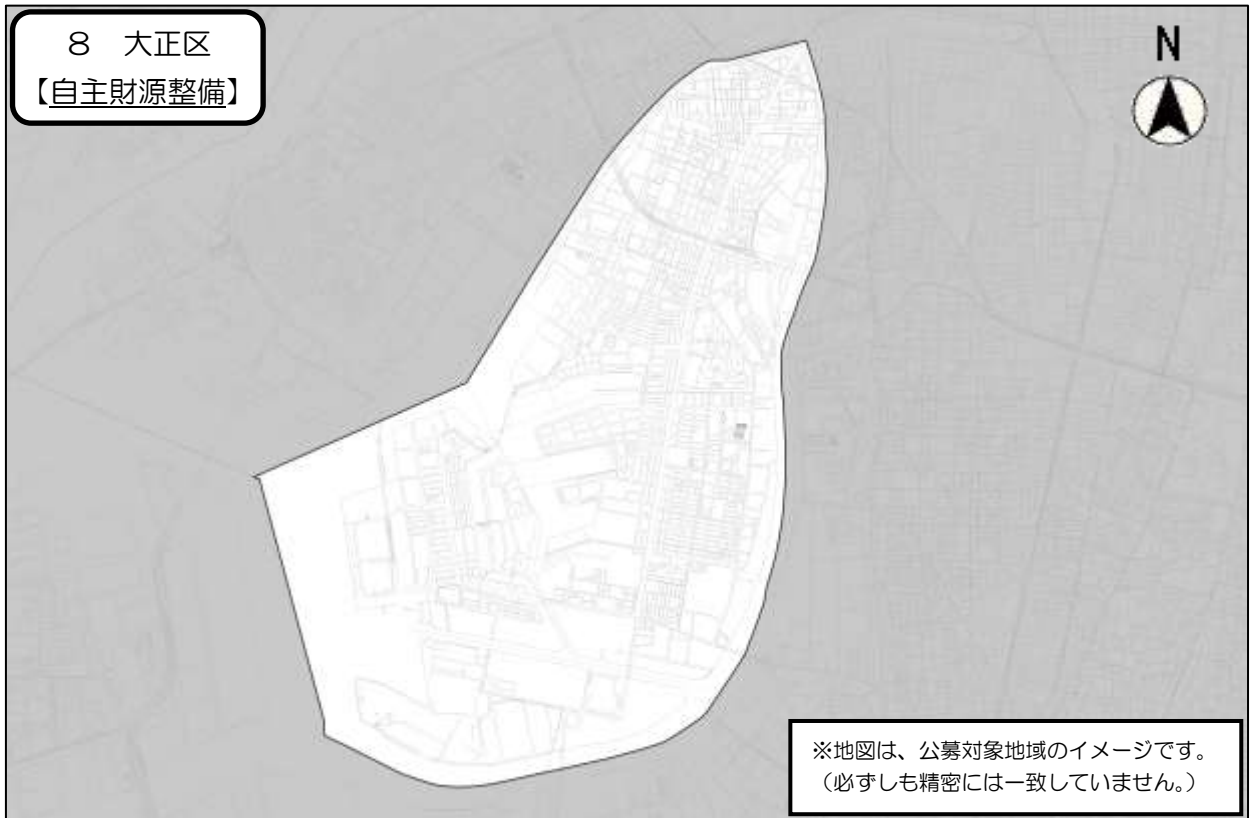 ８　大正区
【自主財源整備】
N
※地図は、公募対象地域のイメージです。
（必ずしも精密には一致していません。）